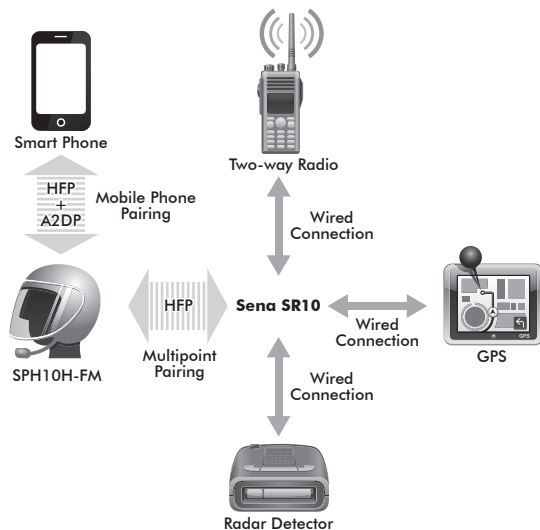 Smart Phone
HFP
+
A2DP
Mobile Phone
Pairing
Two-way Radio
Wired
Connection
SPH10H-FM
HFP
Multipoint
Pairing
Sena SR10
Wired
Connection
GPS
GPS
Wired
Connection
Radar Detector